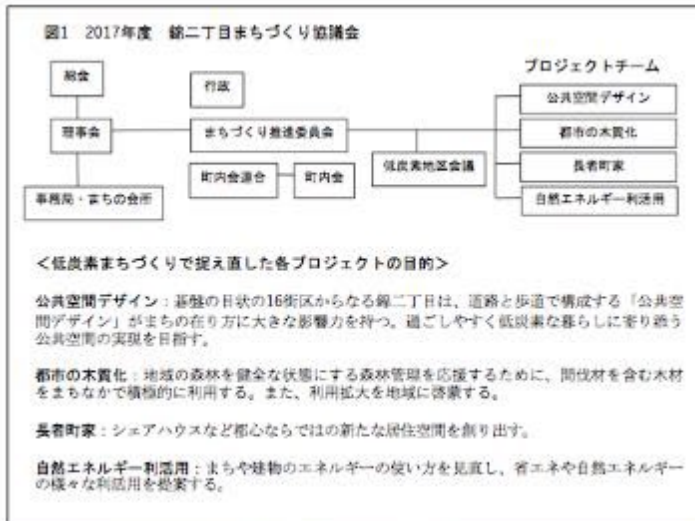 図1 2017年度 錦二丁目まちづくり協議会
プロジェクトチーム
総会
行政
公共空間デザイン
理事会
まちづくり推進委員会
都市の木質化
低炭素地区会議
長者町家
町内会連合
町内会
事務局・まちの会所
自然エネルギー利活用
<低炭素まちづくりで捉え直した各プロジェクトの目的>
公共空間デザイン：碁盤の目状の16街区からなる錦二丁目は、道路と歩道で構成する「公共空
間デザイン」がまちの在り方に大きな影響力を持つ。過ごしやすく低炭素な暮らしに寄り添う
公共空間の実現を目指す。
都市の木質化：地域の森林を健全な状態にする森林管理を応援するために、間伐材を含む木材
をまちなかで積極的に利用する。また、利用拡大を地域に啓蒙する。
長者町家：シェアハウスなど都心ならではの新たな居住空間を創り出す。
自然エネルギー利活用：まちや建物のエネルギーの使い方を見直し、省エネや自然エネルギー
の様々な利活用を提案する。